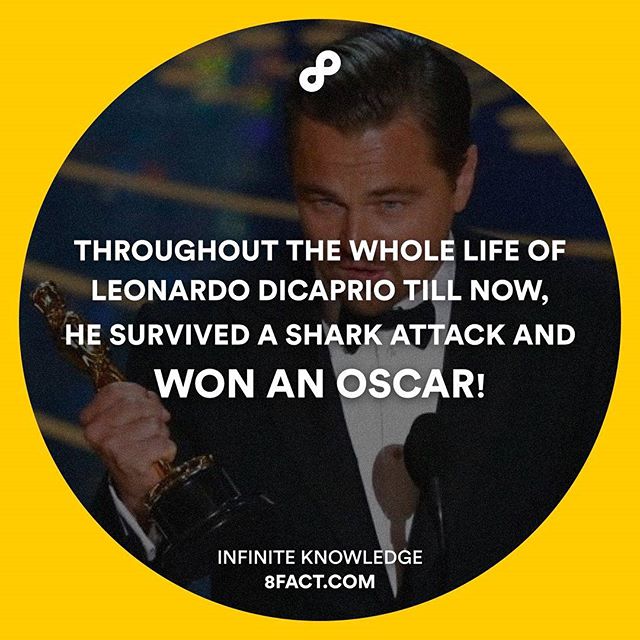 THROUGHOUT THE WHOLE LIFE OF
LEONARDO DICAPRIO TILL NOW,
HE SURVIVED A SHARK ATTACK AND
WON AN OSCAR!
INFINITE KNOWLEDGE
8FACT.COM